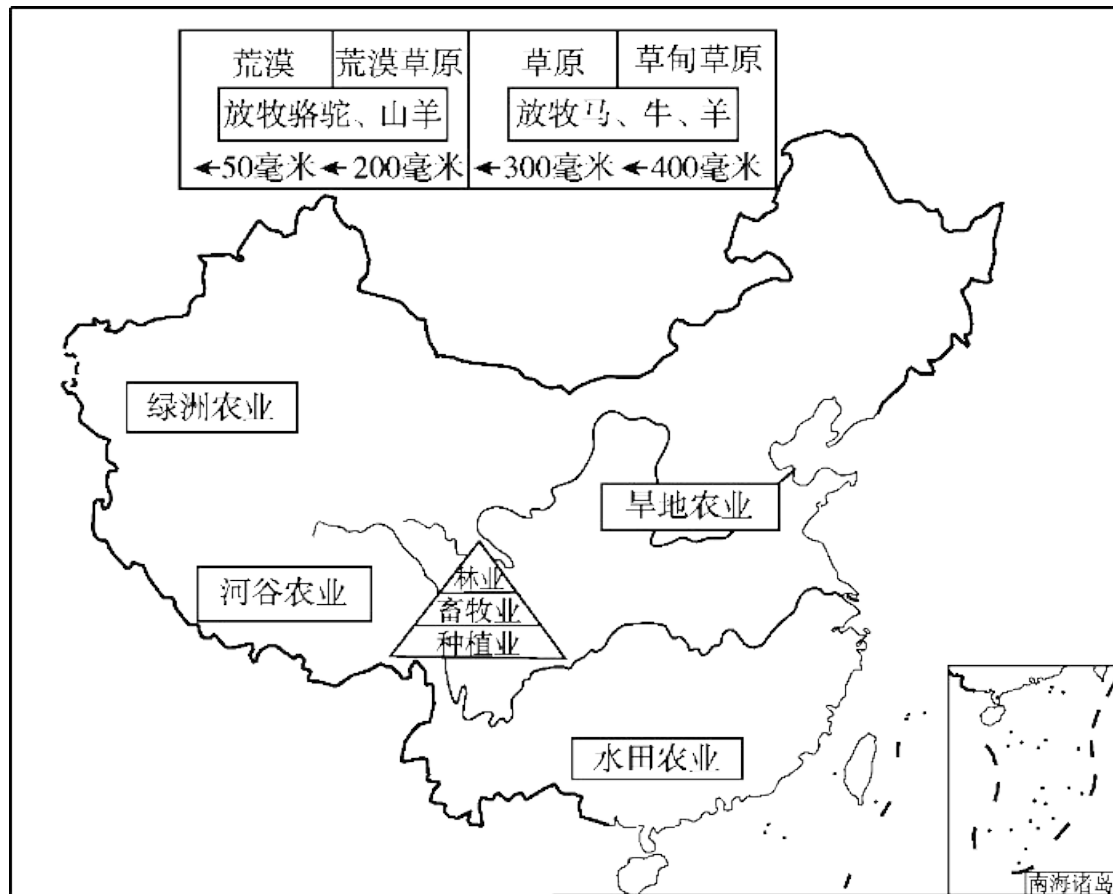 荒漠 荒漠草原 草原 草甸草原
放牧骆驼、山羊 放牧马、牛、羊
50毫米 200毫米 300毫米 400毫米
绿洲农业
旱地农业
河谷农业
林业
畜牧业
种植业
水田农业
南海诸岛